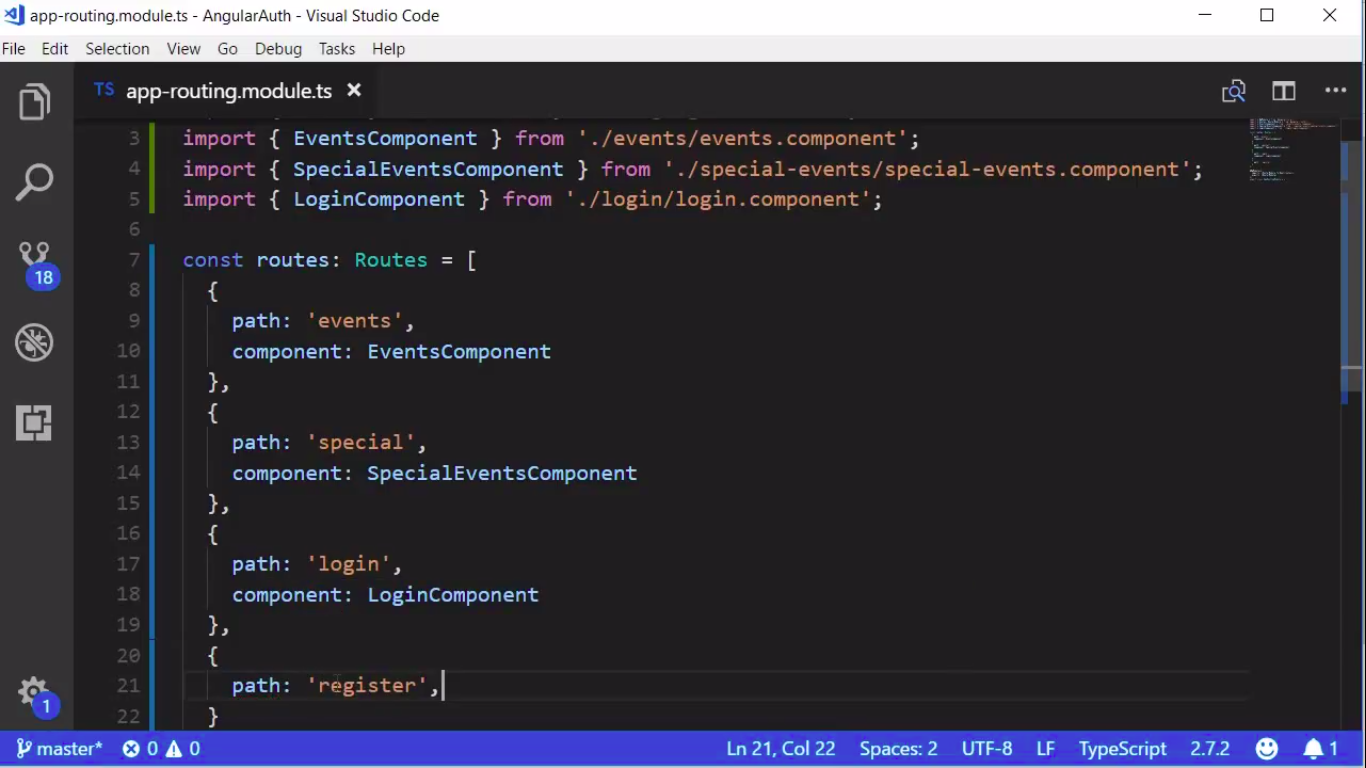 app-routing.module.ts - AngularAuth - Visual Studio Code
File Edit Selection View Go Debug Tasks Help
TS app-routing.module.ts
3 import { EventsComponent } from './events/events.component';
4 import { SpecialEventsComponent } from './special-events/special-events.component';
5 import { LoginComponent } from './login/login.component';
6
7 const routes: Routes = [
8 {
9 path: 'events',
10 component: EventsComponent
11 },
12 {
13 path: 'special',
14 component: SpecialEventsComponent
15 },
16 {
17 path: 'login',
18 component: LoginComponent
19 },
20 {
21 path: 'register',
22 }
18
1
master* 0 0 Ln 21, Col 22 Spaces: 2 UTF-8 LF TypeScript 2.7.2 1